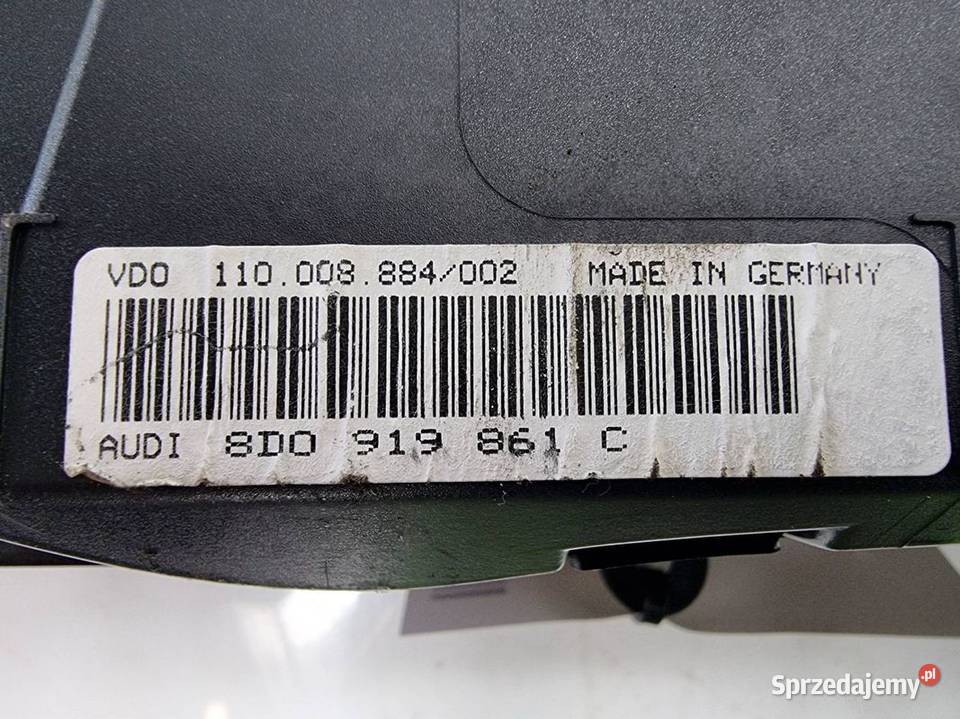 VDO 110.008.884/002 MADE IN GERMANY
AUDI 8D0 919 861 C
Sprzedajemy.pl